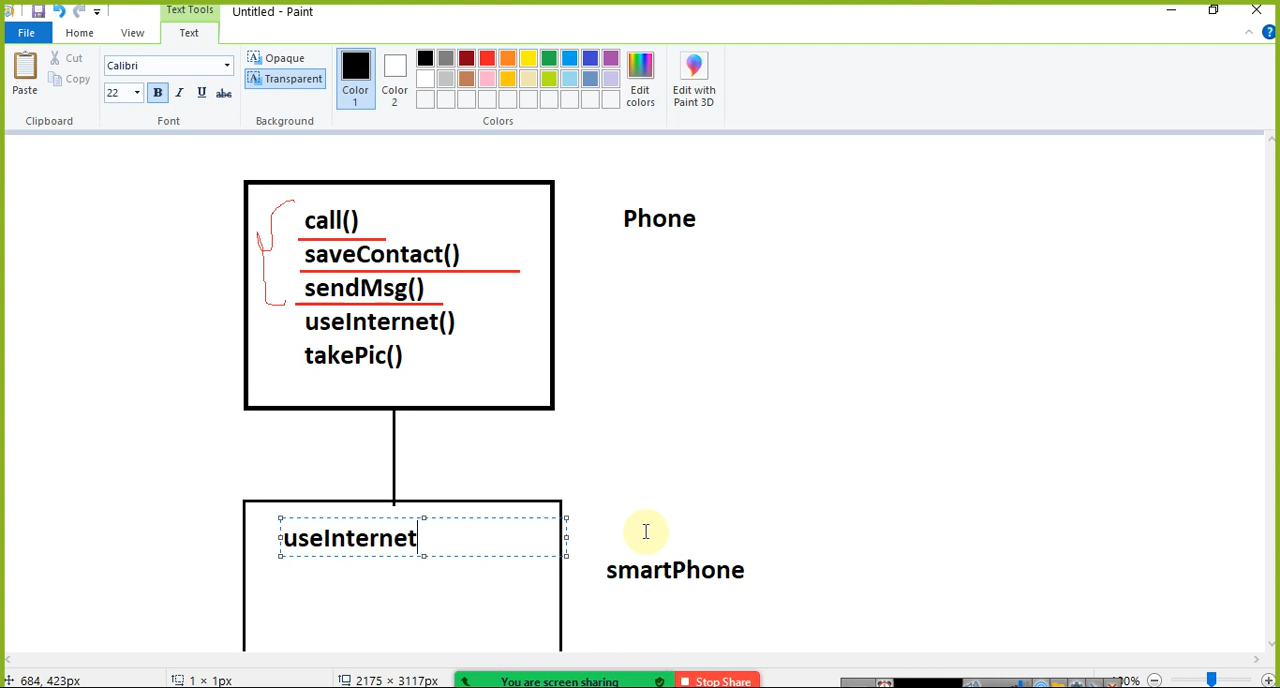 Text Tools
Untitled - Paint
File
Home
View
Text
Paste
Cut
Copy
Clipboard
Calibri
22
B
I
U
abc
Font
A Opaque
A Transparent
Background
Color
1
Color
2
Edit
colors
Colors
Edit with
Paint 3D
call()
saveContact()
sendMsg()
useInternet()
takePic()
Phone
useInternet
smartPhone
684, 423px
1 × 1px
2175 × 3117px
You are screen sharing
Stop Share